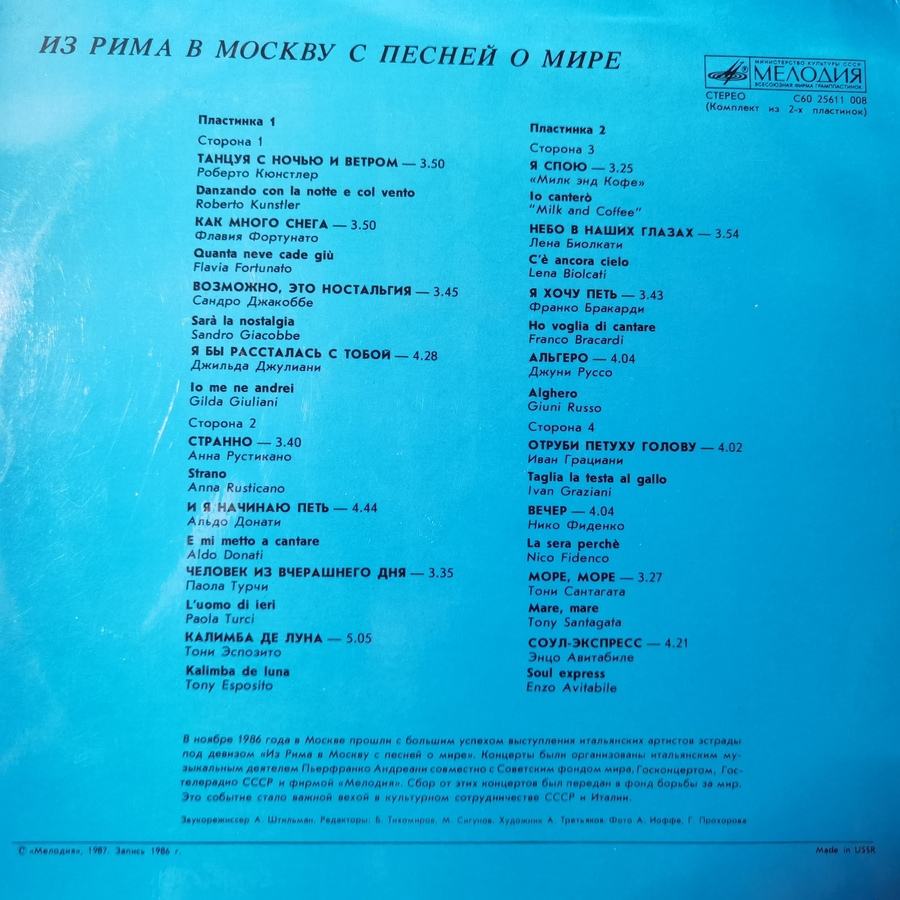 ИЗ РИМА В МОСКВУ С ПЕСНЕЙ О МИРЕ
МИНИСТЕРСТВО КУЛЬТУРЫ СССР
МЕЛОДИЯ
ВСЕСОЮЗНАЯ ФИРМА ГРАМПЛАСТИНОК
СТЕРЕО С60 25611 008
(Комплект из 2-х пластинок)
Пластинка 1
Сторона 1
ТАНЦУЯ С НОЧЬЮ И ВЕТРОМ — 3.50
Роберто Кюнстлер
Danzando con la notte e col vento
Roberto Kunstler
КАК МНОГО СНЕГА — 3.50
Флавия Фортунато
Quanta neve cade giù
Flavia Fortunato
ВОЗМОЖНО, ЭТО НОСТАЛЬГИЯ — 3.45
Сандро Джакоббе
Sarà la nostalgia
Sandro Giacobbe
Я БЫ РАССТАЛАСЬ С ТОБОЙ — 4.28
Джильда Джулиани
Io me ne andrei
Gilda Giuliani
Сторона 2
СТРАННО — 3.40
Анна Рустикано
Strano
Anna Rusticano
И Я НАЧИНАЮ ПЕТЬ — 4.44
Альдо Донати
E mi metto a cantare
Aldo Donati
ЧЕЛОВЕК ИЗ ВЧЕРАШНЕГО ДНЯ — 3.35
Паола Турчи
L'uomo di ieri
Paola Turci
КАЛИМБА ДЕ ЛУНА — 5.05
Тони Эспозито
Kalimba de luna
Tony Esposito
Пластинка 2
Сторона 3
Я СПОЮ — 3.25
«Милк энд Кофе»
Io canterò
"Milk and Coffee"
НЕБО В НАШИХ ГЛАЗАХ — 3.54
Лена Биолкати
C'è ancora cielo
Lena Biolcati
Я ХОЧУ ПЕТЬ — 3.43
Франко Бракарди
Ho voglia di cantare
Franco Bracardi
АЛЬГЕРО — 4.04
Джуни Руссо
Alghero
Giuni Russo
Сторона 4
ОТРУБИ ПЕТУХУ ГОЛОВУ — 4.02
Иван Грациани
Taglia la testa al gallo
Ivan Graziani
ВЕЧЕР — 4.04
Нико Фиденко
La sera perchè
Nico Fidenco
МОРЕ, МОРЕ — 3.27
Тони Сантагата
Mare, mare
Tony Santagata
СОУЛ-ЭКСПРЕСС — 4.21
Энцо Авитабиле
Soul express
Enzo Avitabile
В ноябре 1986 года в Москве прошли с большим успехом выступления итальянских артистов эстрады
под девизом «Из Рима в Москву с песней о мире». Концерты были организованы итальянским му-
зыкальным деятелем Пьерфранко Андреани совместно с Советским фондом мира, Госконцертом, Гос-
телерадио СССР и фирмой «Мелодия». Сбор от этих концертов был передан в фонд борьбы за мир.
Это событие стало важной вехой в культурном сотрудничестве СССР и Италии.
Звукорежиссер А. Штильман. Редакторы: Б. Тихомиров, М. Сигунов. Художник А. Третьяков. Фото А. Иоффе, Г. Прохорова
© «Мелодия», 1987. Запись 1986 г. Made in USSR